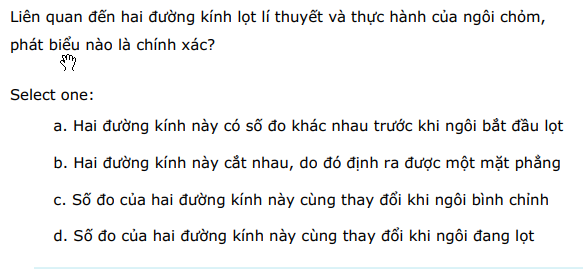 Liên quan đến hai đường kính lọt lí thuyết và thực hành của ngôi chỏm,
phát biểu nào là chính xác?
Select one:
a. Hai đường kính này có số đo khác nhau trước khi ngôi bắt đầu lọt
b. Hai đường kính này cắt nhau, do đó định ra được một mặt phẳng
c. Số đo của hai đường kính này cùng thay đổi khi ngôi bình chỉnh
d. Số đo của hai đường kính này cùng thay đổi khi ngôi đang lọt